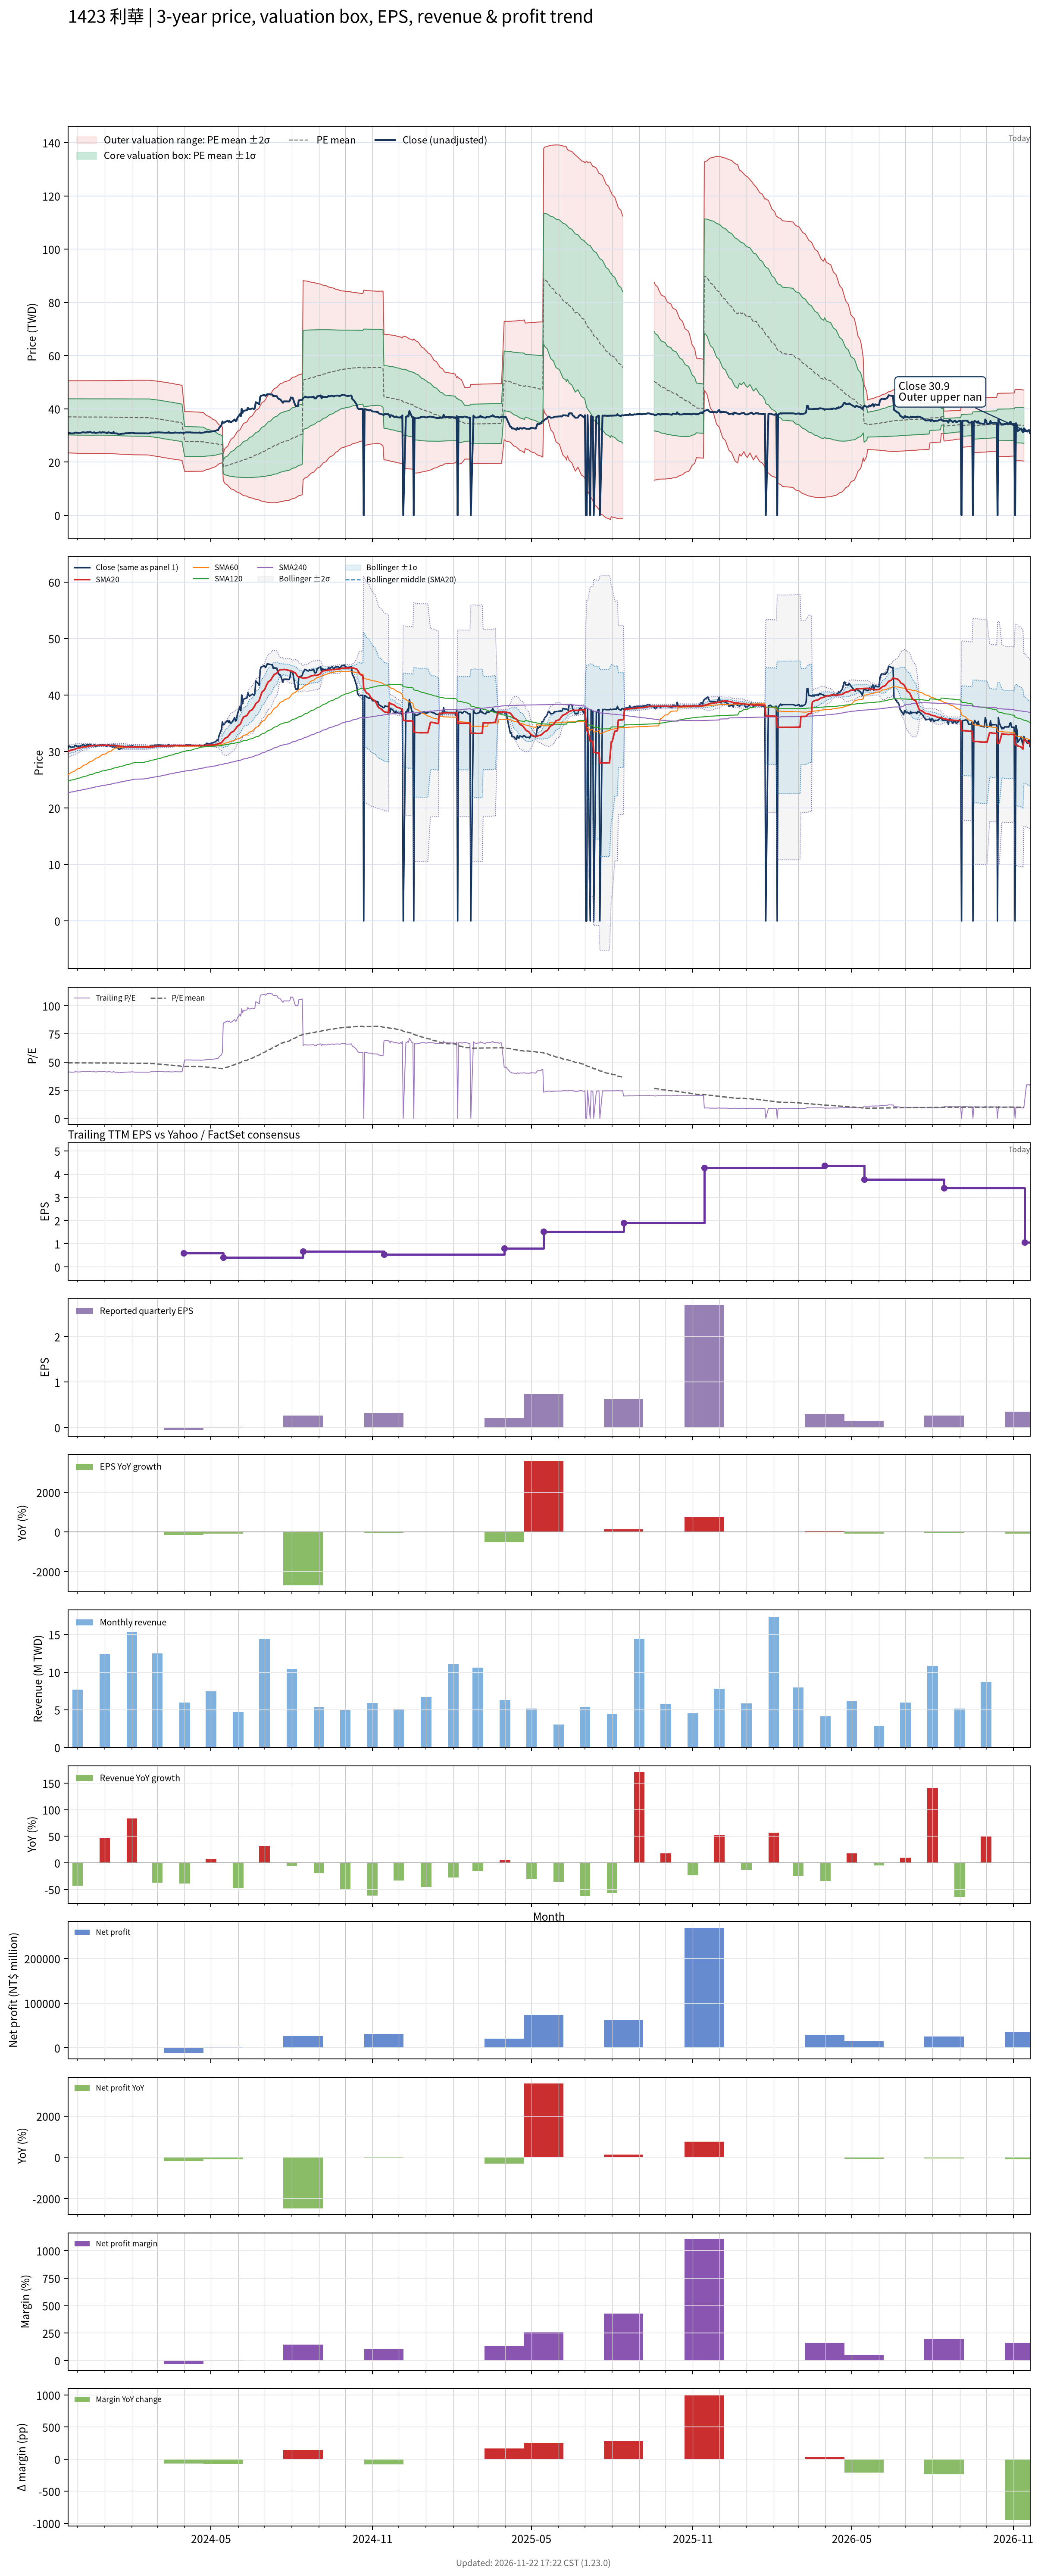 1423 利華 | 3-year price, valuation box, EPS, revenue & profit trend
Outer valuation range: PE mean ±2σ
Core valuation box: PE mean ±1σ
PE mean
Close (unadjusted)
Today
Close 30.9
Outer upper nan
Price (TWD)
140
120
100
80
60
40
20
0
Close (same as panel 1)
SMA20
SMA60
SMA120
SMA240
Bollinger ±2σ
Bollinger ±1σ
Bollinger middle (SMA20)
Price
60
50
40
30
20
10
0
Trailing P/E
P/E mean
P/E
100
75
50
25
0
Trailing TTM EPS vs Yahoo / FactSet consensus
Today
EPS
5
4
3
2
1
0
Reported quarterly EPS
EPS
2
1
0
EPS YoY growth
YoY (%)
2000
0
-2000
Monthly revenue
Revenue (M TWD)
15
10
5
0
Revenue YoY growth
YoY (%)
150
100
50
0
-50
Month
Net profit
Net profit (NT$ million)
200000
100000
0
Net profit YoY
YoY (%)
2000
0
-2000
Net profit margin
Margin (%)
1000
750
500
250
0
Margin YoY change
Δ margin (pp)
1000
500
0
-500
-1000
2024-05
2024-11
2025-05
2025-11
2026-05
2026-11
Updated: 2026-11-22 17:22 CST (1.23.0)